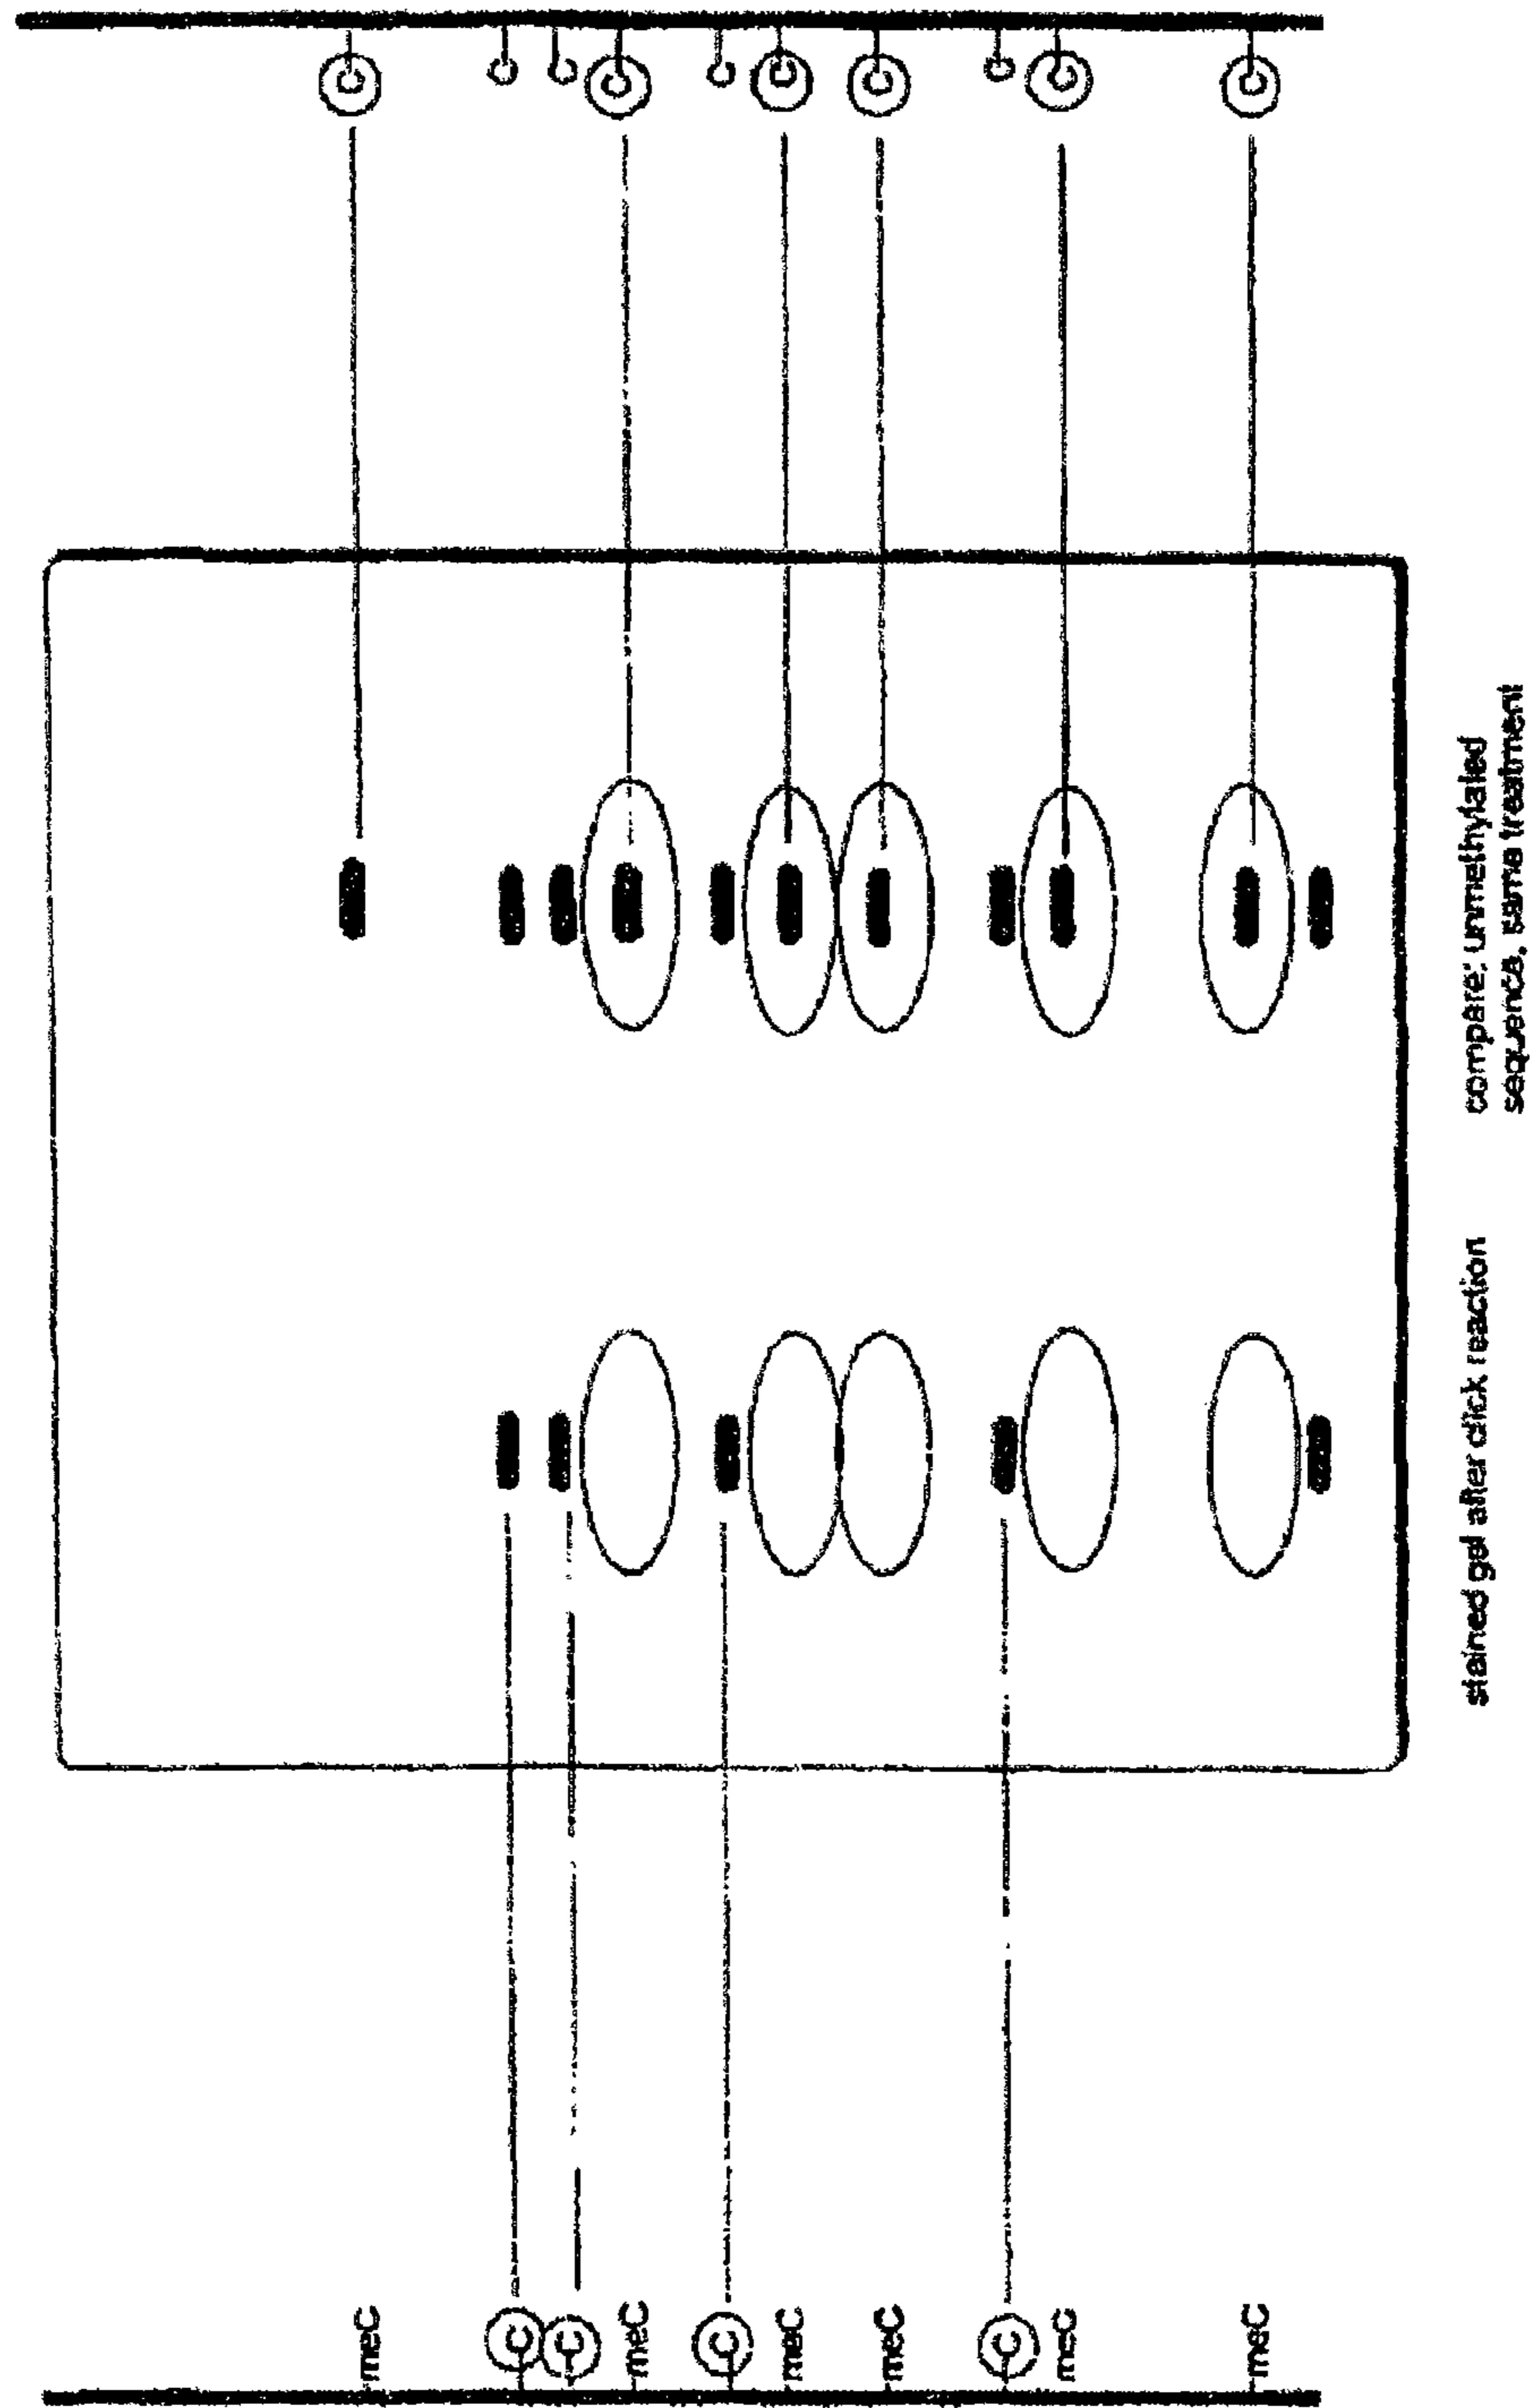 meC C
C C
C C
meC C
C C
meC C
meC C
C C
meC C
meC C
stained gel after click reaction
compare: unmethylated
sequence, same treatment